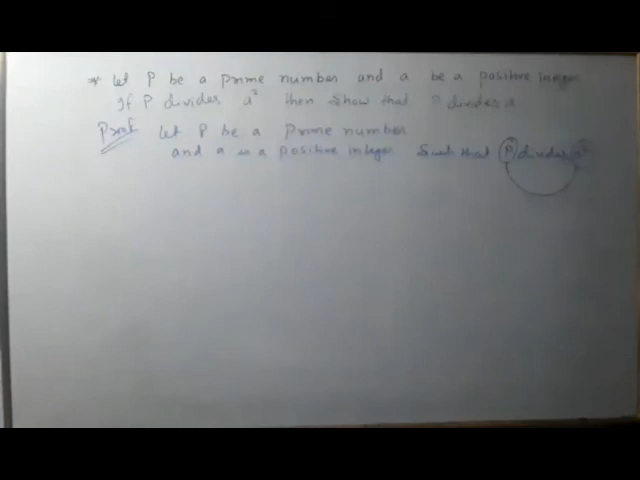 * Let P be a prime number and a be a positive integer
If P divides a² then show that P divides a
Proof Let P be a prime number
and a is a positive integer such that P divides a²